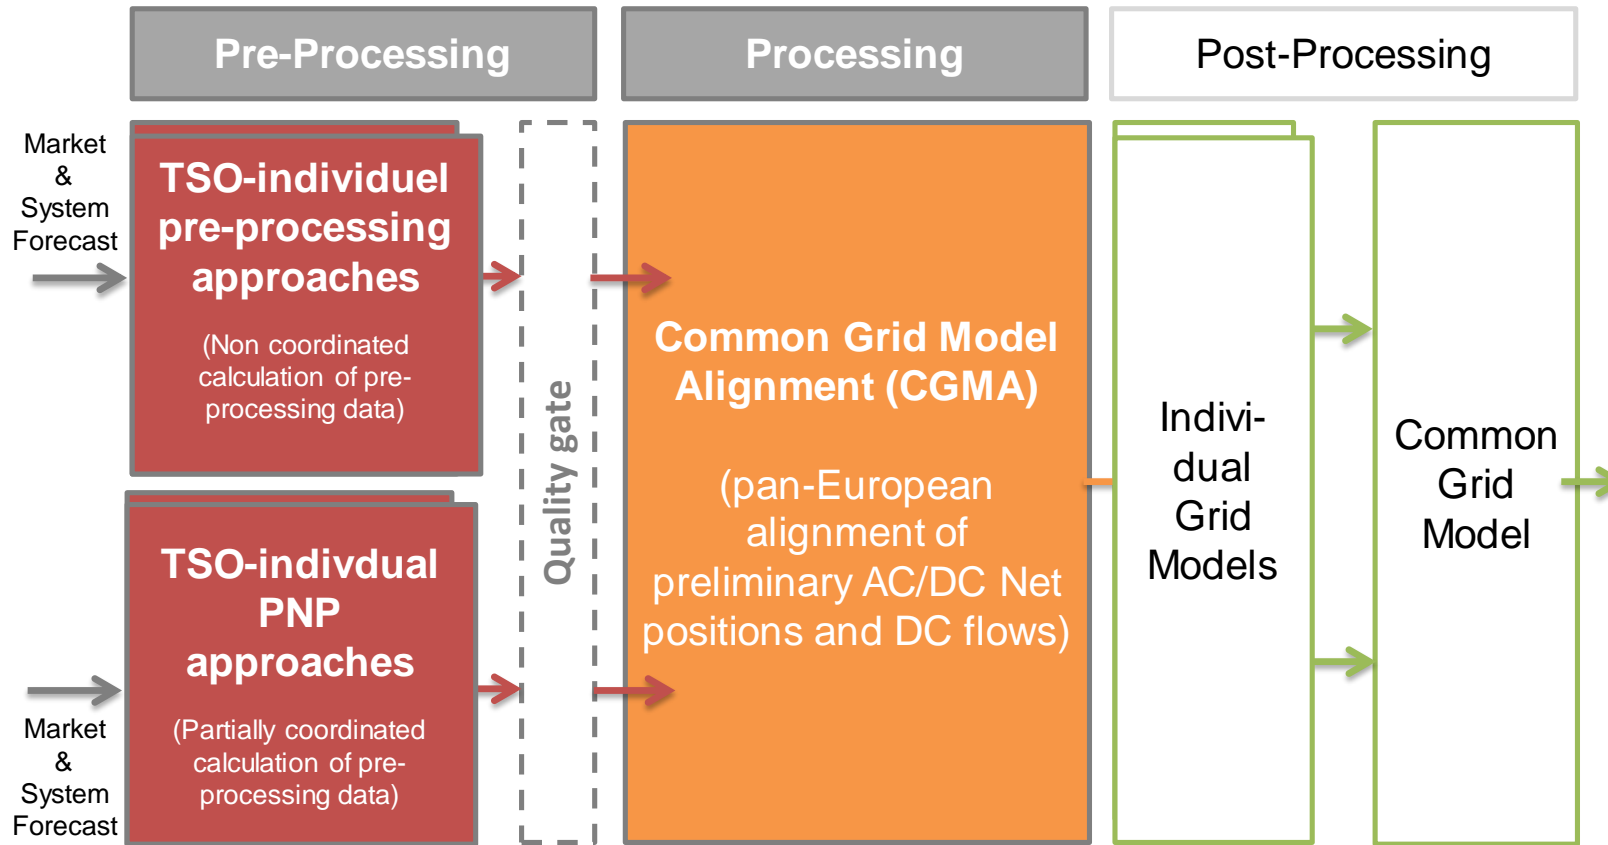 Pre-Processing
Processing
Post-Processing
Market
&
System
Forecast
TSO-individuel
pre-processing
approaches
(Non coordinated
calculation of pre-
processing data)
TSO-indivdual
PNP
approaches
(Partially coordinated
calculation of pre-
processing data)
Market
&
System
Forecast
Quality gate
Common Grid Model
Alignment (CGMA)
(pan-European
alignment of
preliminary AC/DC Net
positions and DC flows)
Indivi-
dual
Grid
Models
Common
Grid
Model